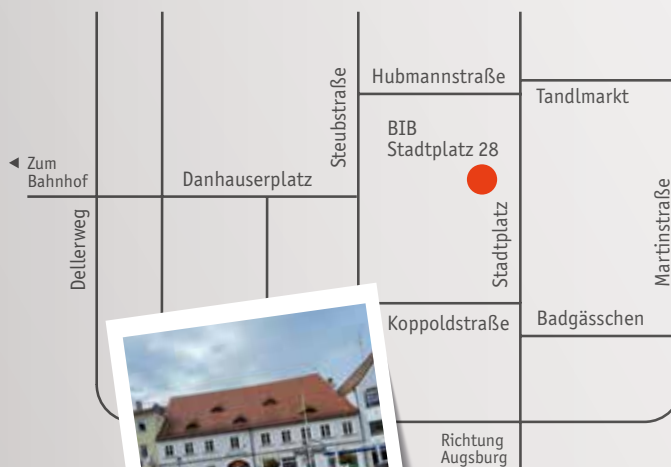 Hubmannstraße
Tandlmarkt
Steubstraße
BIB
Stadtplatz 28
Zum
Bahnhof
Danhauserplatz
Dellerweg
Stadtplatz
Martinstraße
Koppoldstraße
Badgässchen
Richtung
Augsburg